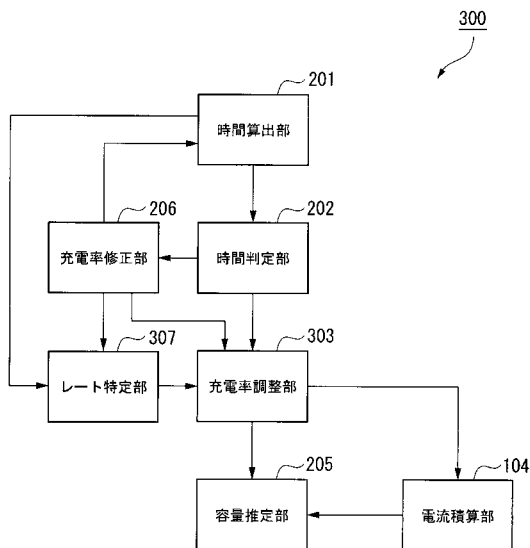 300
201
時間算出部
206
充電率修正部
202
時間判定部
307
レート特定部
303
充電率調整部
205
容量推定部
104
電流積算部